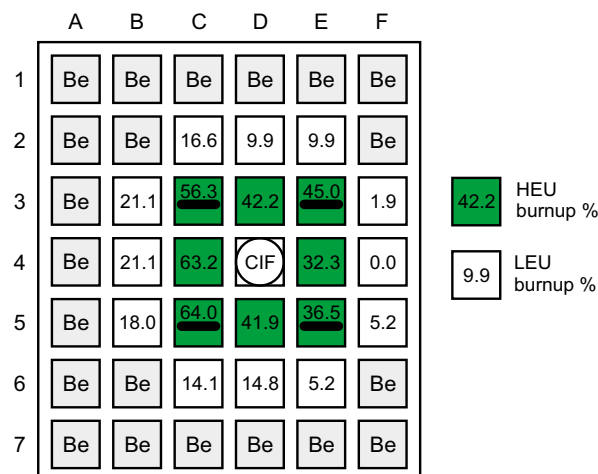 A B C D E F
1 Be Be Be Be Be Be
2 Be Be 16.6 9.9 9.9 Be
3 Be 21.1 56.3 42.2 45.0 1.9
4 Be 21.1 63.2 CIF 32.3 0.0
5 Be 18.0 64.0 41.9 36.5 5.2
6 Be Be 14.1 14.8 5.2 Be
7 Be Be Be Be Be Be
42.2 HEU
burnup %
9.9 LEU
burnup %